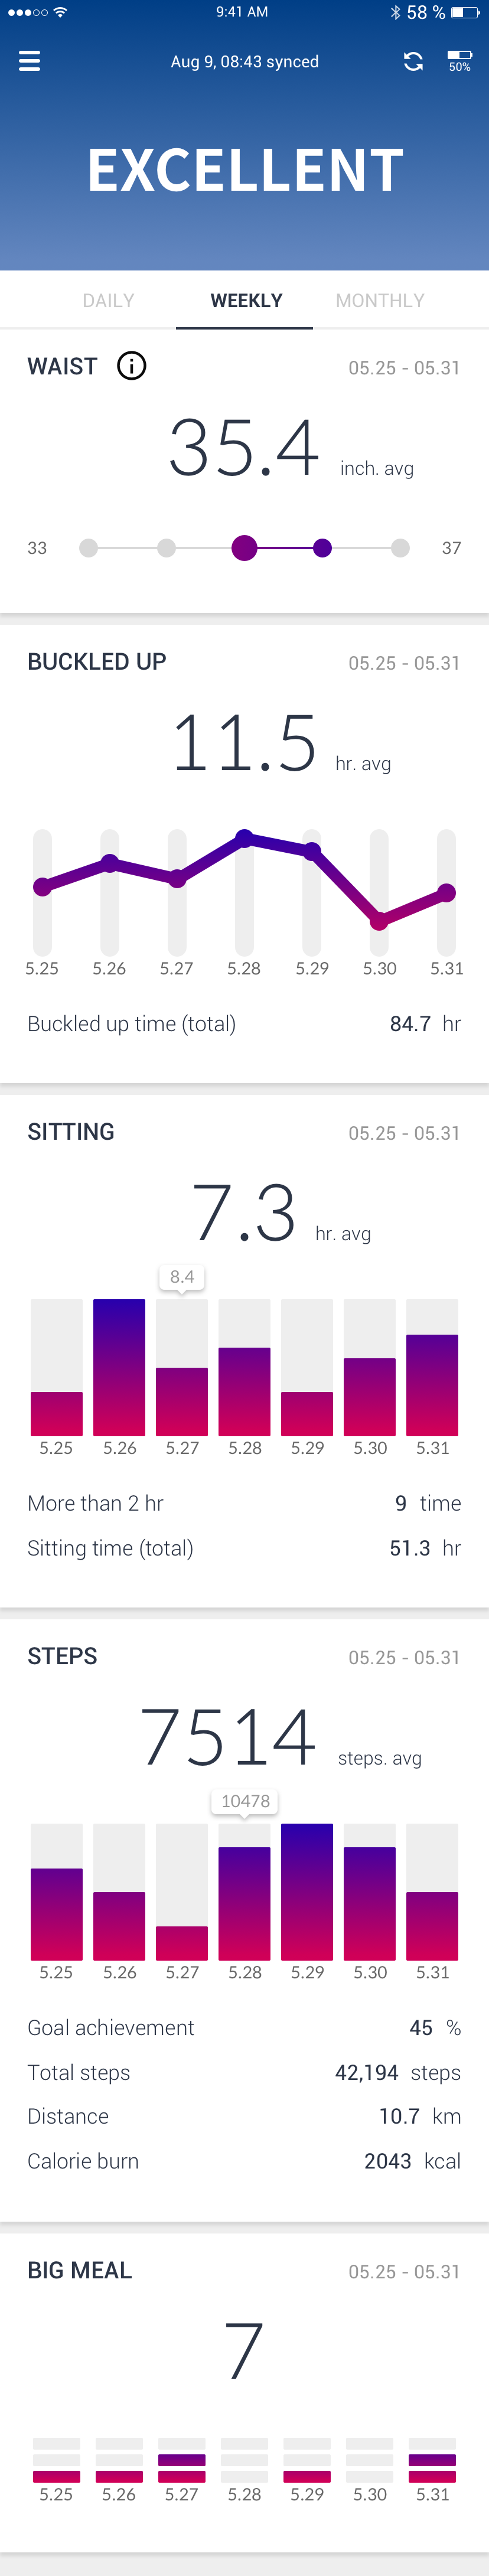 9:41 AM 58 %
Aug 9, 08:43 synced 50%
EXCELLENT
DAILY WEEKLY MONTHLY
WAIST 05.25 - 05.31
35.4 inch. avg
33 37
BUCKLED UP 05.25 - 05.31
11.5 hr. avg
5.25 5.26 5.27 5.28 5.29 5.30 5.31
Buckled up time (total) 84.7 hr
SITTING 05.25 - 05.31
7.3 hr. avg
8.4
5.25 5.26 5.27 5.28 5.29 5.30 5.31
More than 2 hr 9 time
Sitting time (total) 51.3 hr
STEPS 05.25 - 05.31
7514 steps. avg
10478
5.25 5.26 5.27 5.28 5.29 5.30 5.31
Goal achievement 45 %
Total steps 42,194 steps
Distance 10.7 km
Calorie burn 2043 kcal
BIG MEAL 05.25 - 05.31
7
5.25 5.26 5.27 5.28 5.29 5.30 5.31